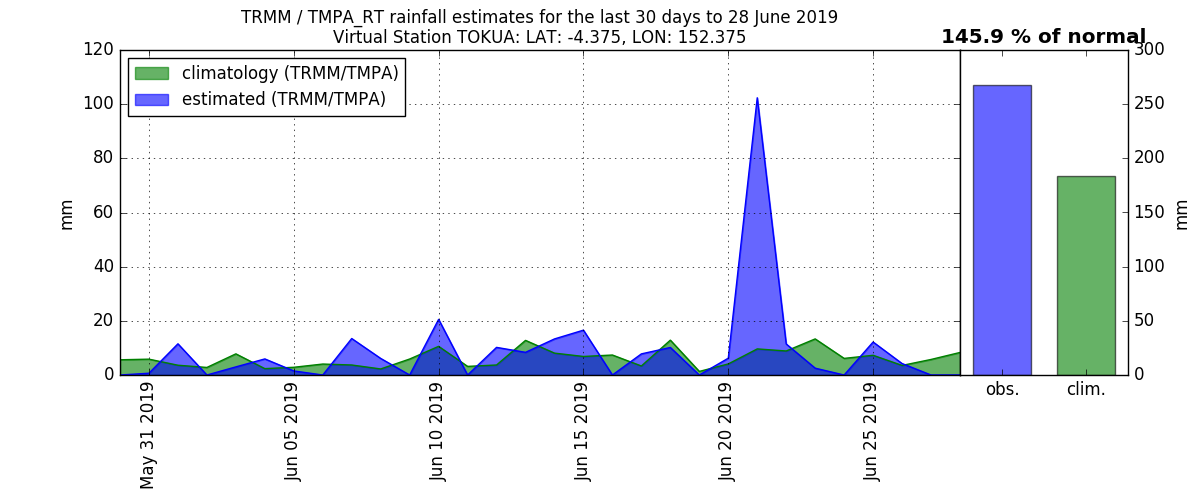 TRMM / TMPA_RT rainfall estimates for the last 30 days to 28 June 2019
Virtual Station TOKUA: LAT: -4.375, LON: 152.375
145.9 % of normal
climatology (TRMM/TMPA)
estimated (TRMM/TMPA)
120
100
80
60
40
20
0
mm
May 31 2019
Jun 05 2019
Jun 10 2019
Jun 15 2019
Jun 20 2019
Jun 25 2019
300
250
200
150
100
50
0
mm
obs.
clim.